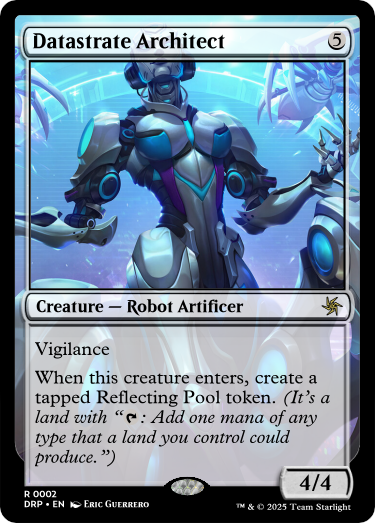 Datastrate Architect 5
Creature — Robot Artificer
Vigilance
When this creature enters, create a
tapped Reflecting Pool token. (It's a
land with “: Add one mana of any
type that a land you control could
produce.”)
4/4
R 0002
DRP • EN Eric Guerrero
™ & © 2025 Team Starlight